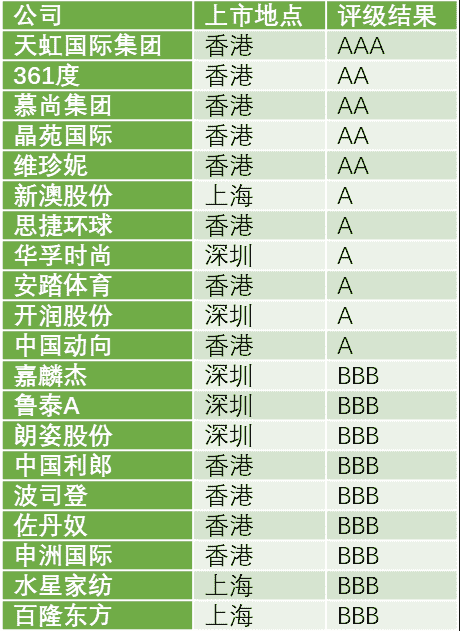 公司 上市地点 评级结果
天虹国际集团 香港 AAA
361度 香港 AA
慕尚集团 香港 AA
晶苑国际 香港 AA
维珍妮 香港 AA
新澳股份 上海 A
思捷环球 香港 A
华孚时尚 深圳 A
安踏体育 香港 A
开润股份 深圳 A
中国动向 香港 A
嘉麟杰 深圳 BBB
鲁泰A 深圳 BBB
朗姿股份 深圳 BBB
中国利郎 香港 BBB
波司登 香港 BBB
佐丹奴 香港 BBB
申洲国际 香港 BBB
水星家纺 上海 BBB
百隆东方 上海 BBB